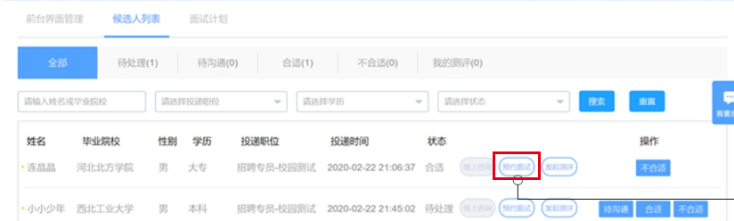 前台界面管理 候选人列表 面试计划
全部 待处理(1) 待沟通(0) 合适(1) 不合适(0) 我的测评(0)
请输入姓名或毕业院校 请选择投递职位 请选择学历 请选择状态 搜索 重置
姓名 毕业院校 性别 学历 投递职位 投递时间 状态 操作
连晶晶 河北北方学院 男 大专 招聘专员-校园测试 2020-02-22 21:06:37 合适 线上咨询 预约面试 发起测评 不合适
小小少年 西北工业大学 男 本科 招聘专员-校园测试 2020-02-22 21:45:02 待处理 线上咨询 预约面试 发起测评 待沟通 合适 不合适